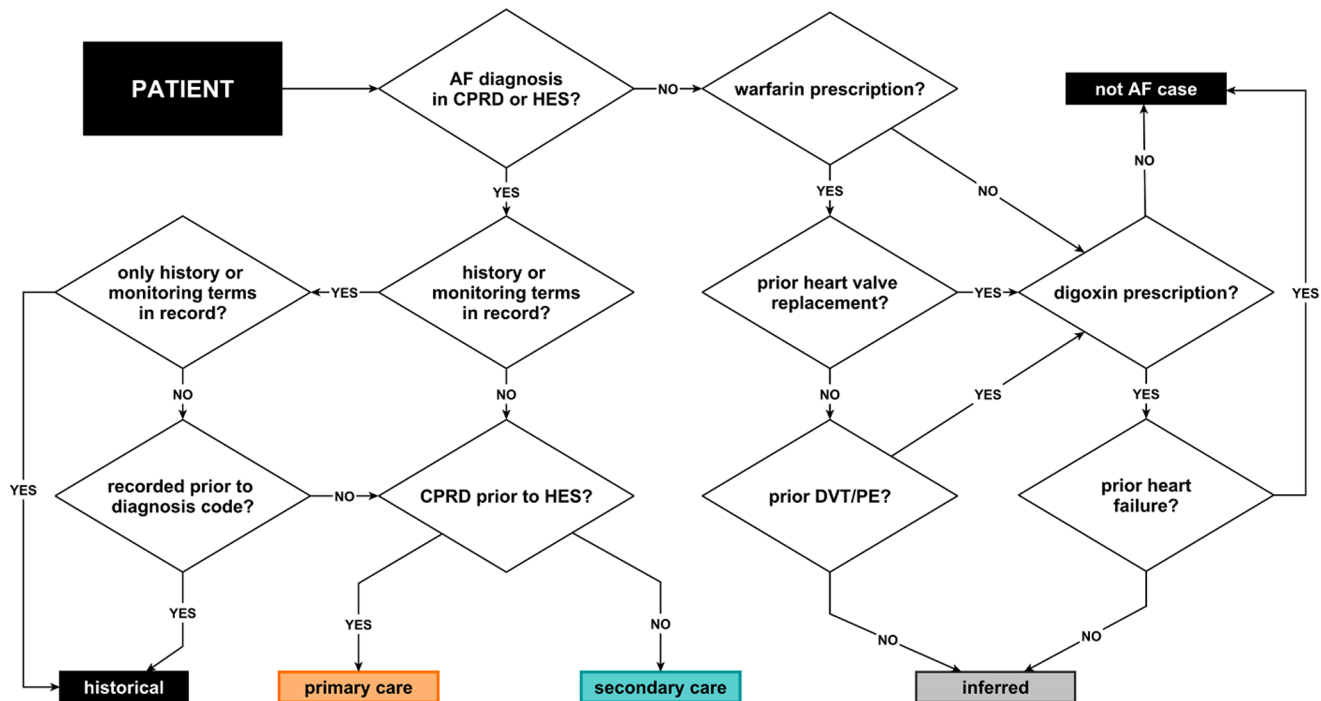 PATIENT
AF diagnosis
in CPRD or HES?
NO
warfarin prescription?
not AF case
YES
YES
NO
NO
YES
only history or
monitoring terms
in record?
YES
history or
monitoring terms
in record?
prior heart valve
replacement?
YES
digoxin prescription?
NO
NO
NO
YES
YES
YES
recorded prior to
diagnosis code?
NO
CPRD prior to HES?
prior DVT/PE?
prior heart
failure?
YES
YES
NO
NO
NO
historical
primary care
secondary care
inferred